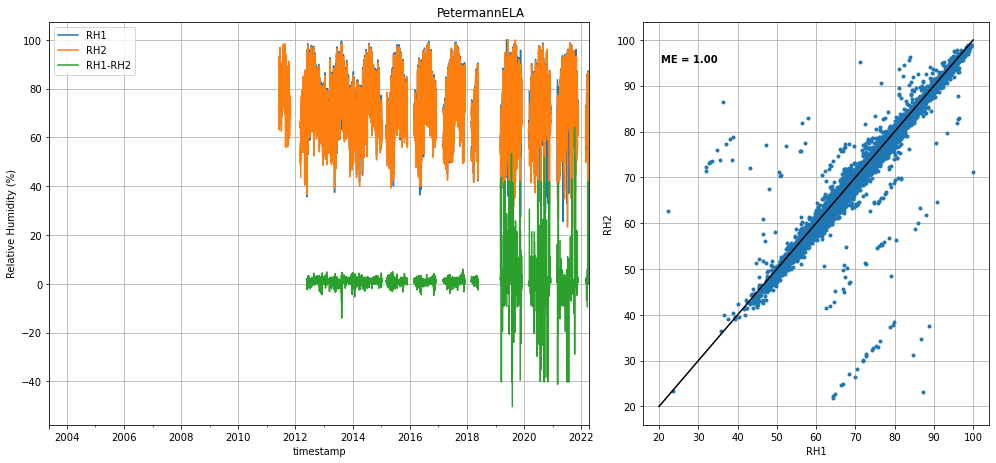 PetermannELA
RH1
RH2
RH1-RH2
100
80
60
40
20
0
−20
−40
Relative Humidity (%)
2004 2006 2008 2010 2012 2014 2016 2018 2020 2022
timestamp
ME = 1.00
100
90
80
70
60
50
40
30
20
RH2
20 30 40 50 60 70 80 90 100
RH1